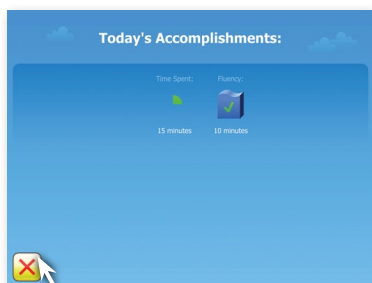 Today's Accomplishments:
Time Spent: Fluency:
15 minutes 10 minutes